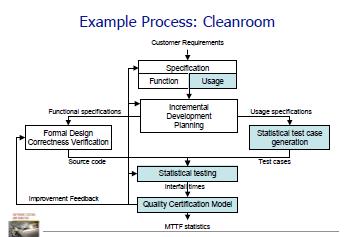 Example Process: Cleanroom
Customer Requirements
Specification
Function Usage
Functional specifications
Incremental
Development
Planning
Usage specifications
Formal Design
Correctness Verification
Statistical test case
generation
Source code
Test cases
Statistical testing
Interfail times
Improvement Feedback
Quality Certification Model
MTTF statistics